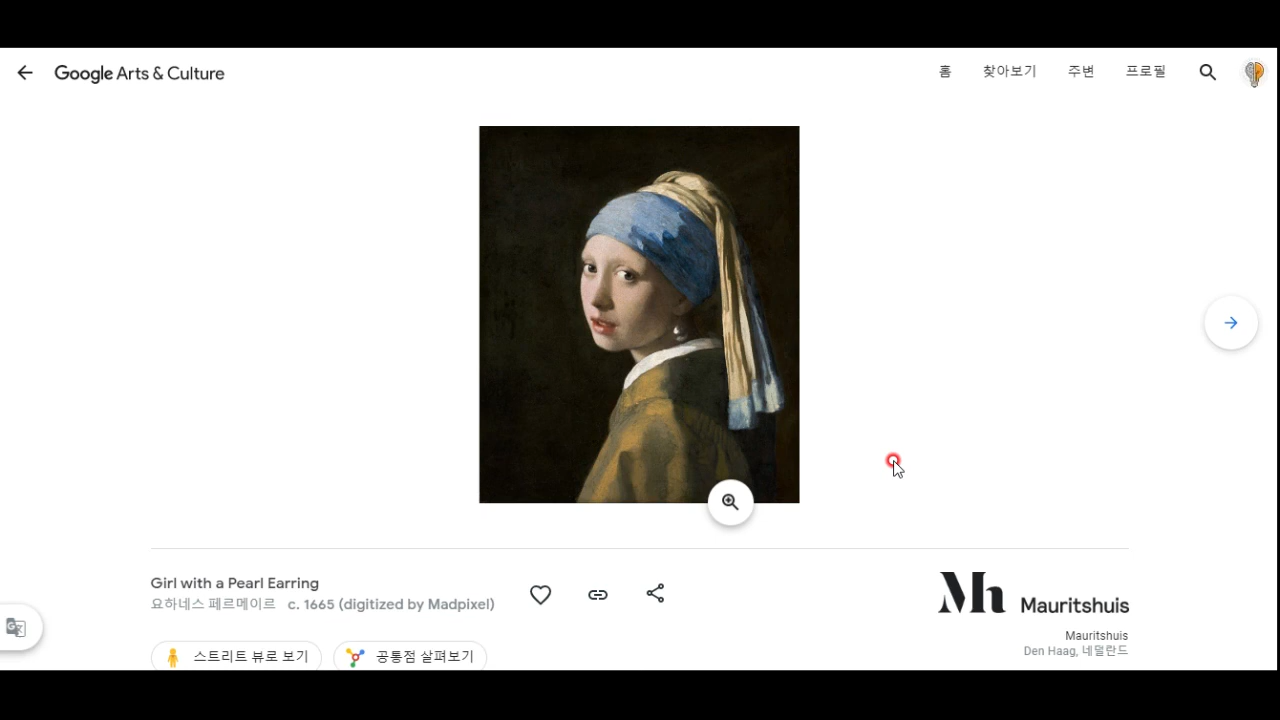 Google Arts & Culture
홈 찾아보기 주변 프로필
Girl with a Pearl Earring
요하네스 페르메이르 c. 1665 (digitized by Madpixel)
스트리트 뷰로 보기 공통점 살펴보기
Mh Mauritshuis
Mauritshuis
Den Haag, 네덜란드